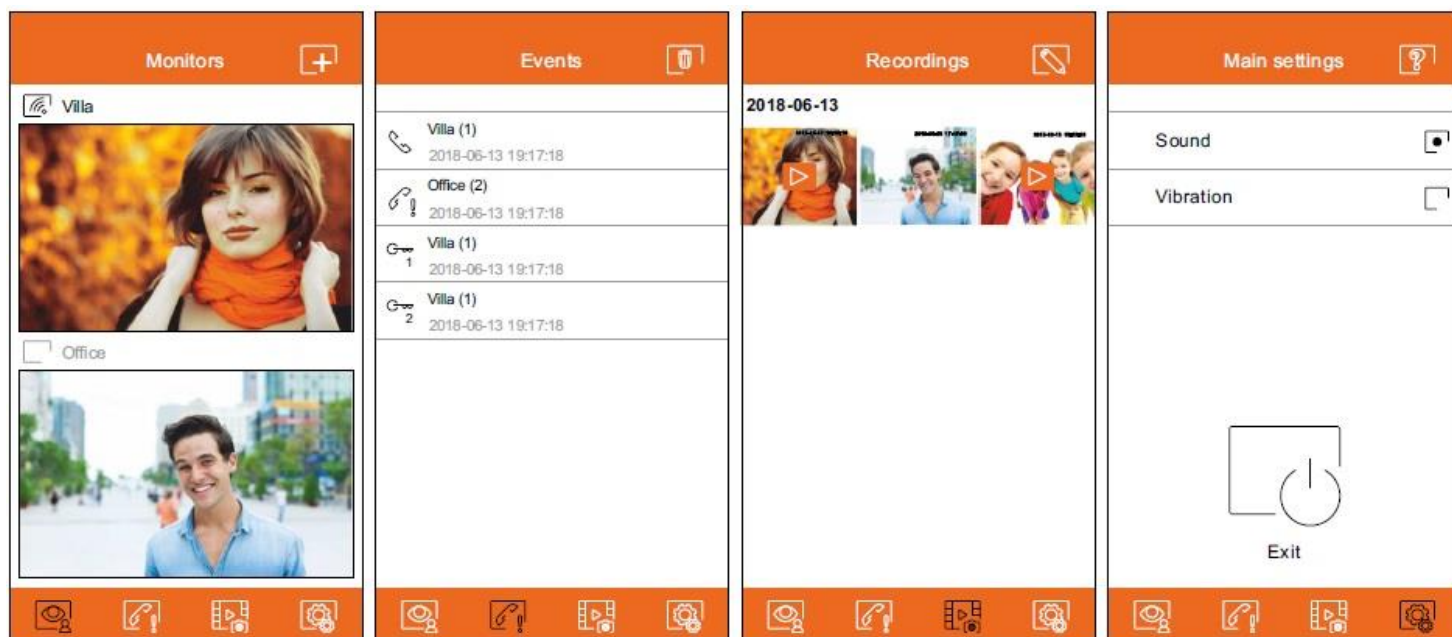 Monitors
Villa
Office
Events
Villa (1)
2018-06-13 19:17:18
Office (2)
2018-06-13 19:17:18
1
Villa (1)
2018-06-13 19:17:18
2
Villa (1)
2018-06-13 19:17:18
Recordings
2018-06-13
Main settings
Sound
Vibration
Exit